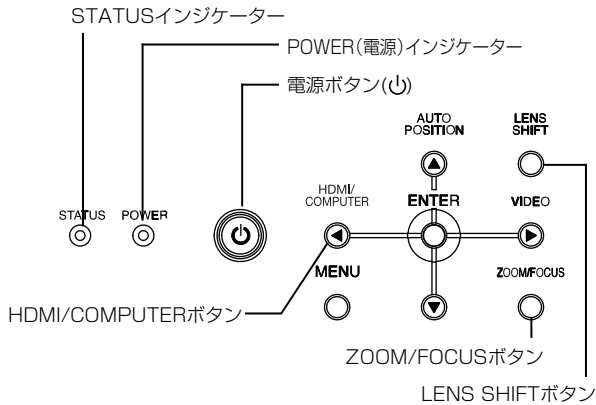 STATUSインジケーター
POWER(電源)インジケーター
電源ボタン(⏻)
AUTO
POSITION
LENS
SHIFT
HDMI/
COMPUTER
ENTER
VIDEO
STATUS
POWER
MENU
ZOOM/FOCUS
HDMI/COMPUTERボタン
ZOOM/FOCUSボタン
LENS SHIFTボタン